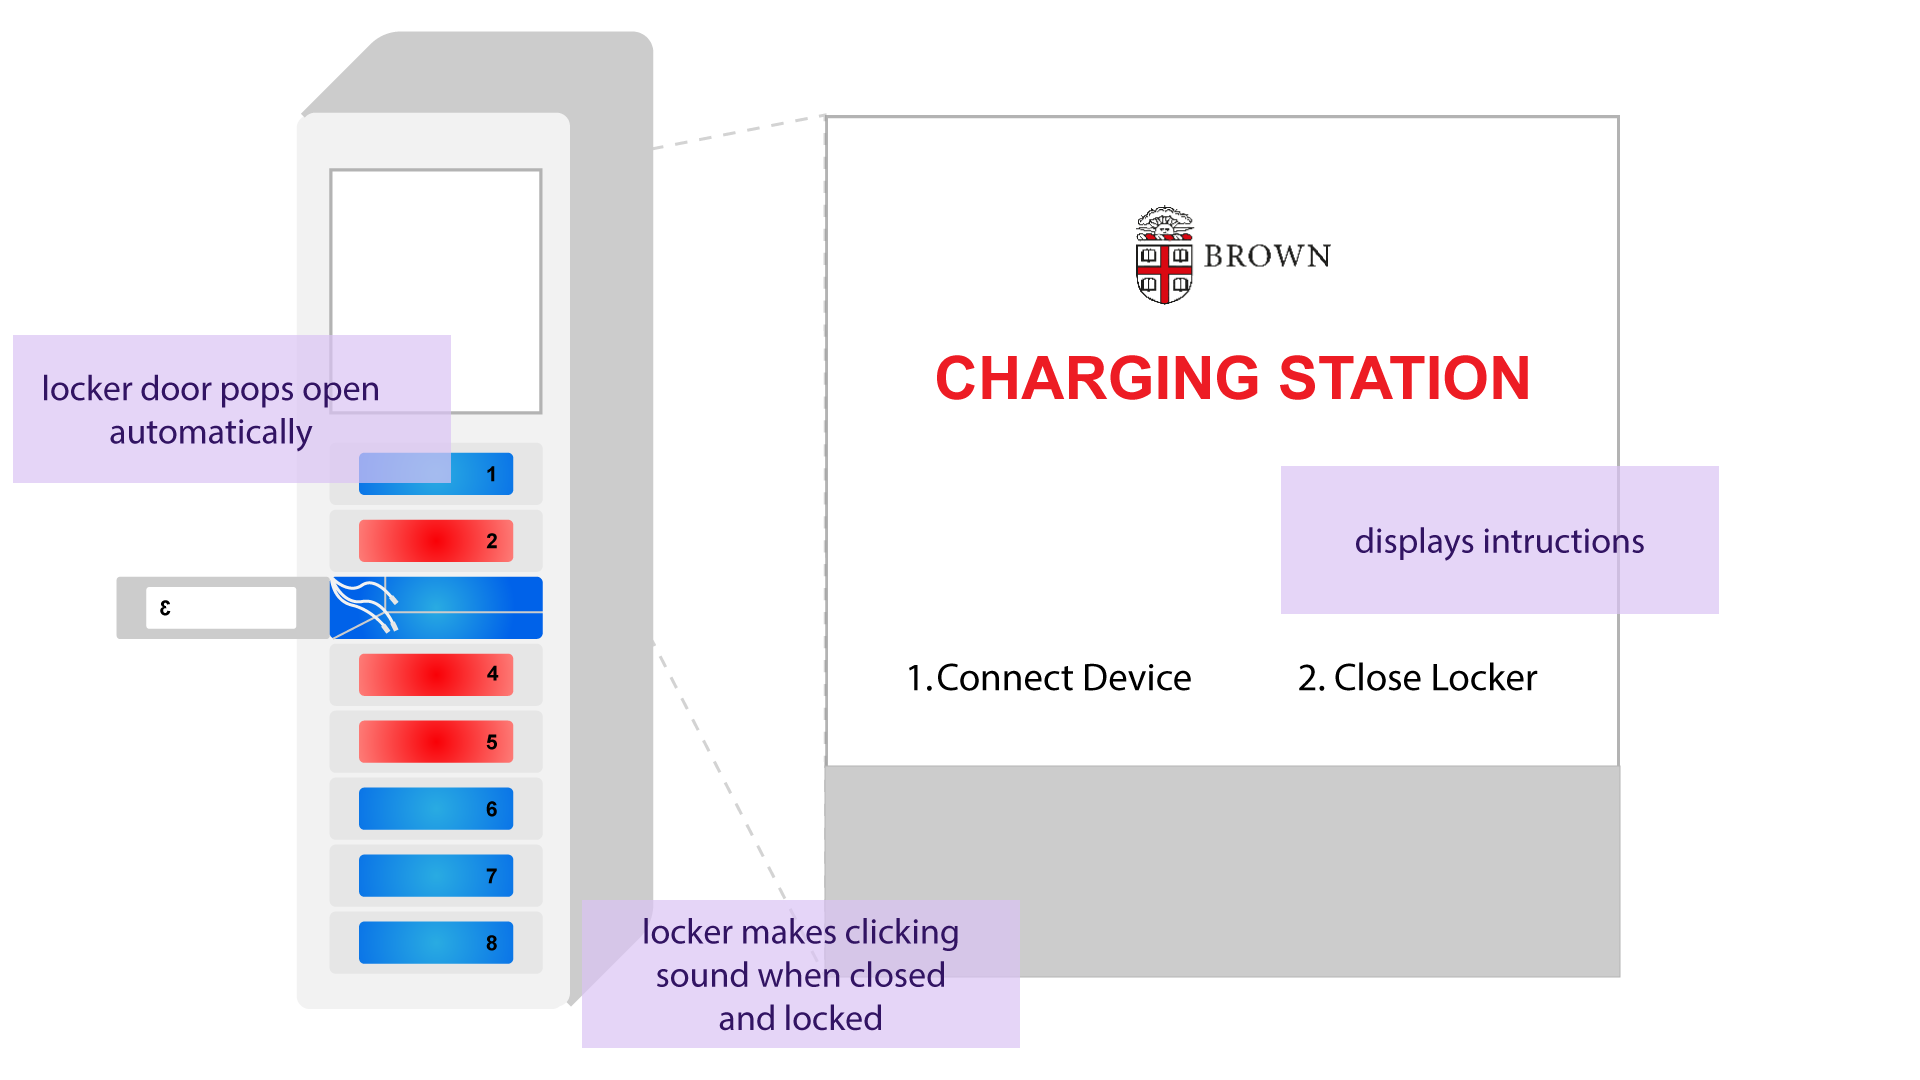 BROWN
CHARGING STATION
locker door pops open
automatically
1
2
displays intructions
3
4
1. Connect Device
2. Close Locker
5
6
7
8
locker makes clicking
sound when closed
and locked